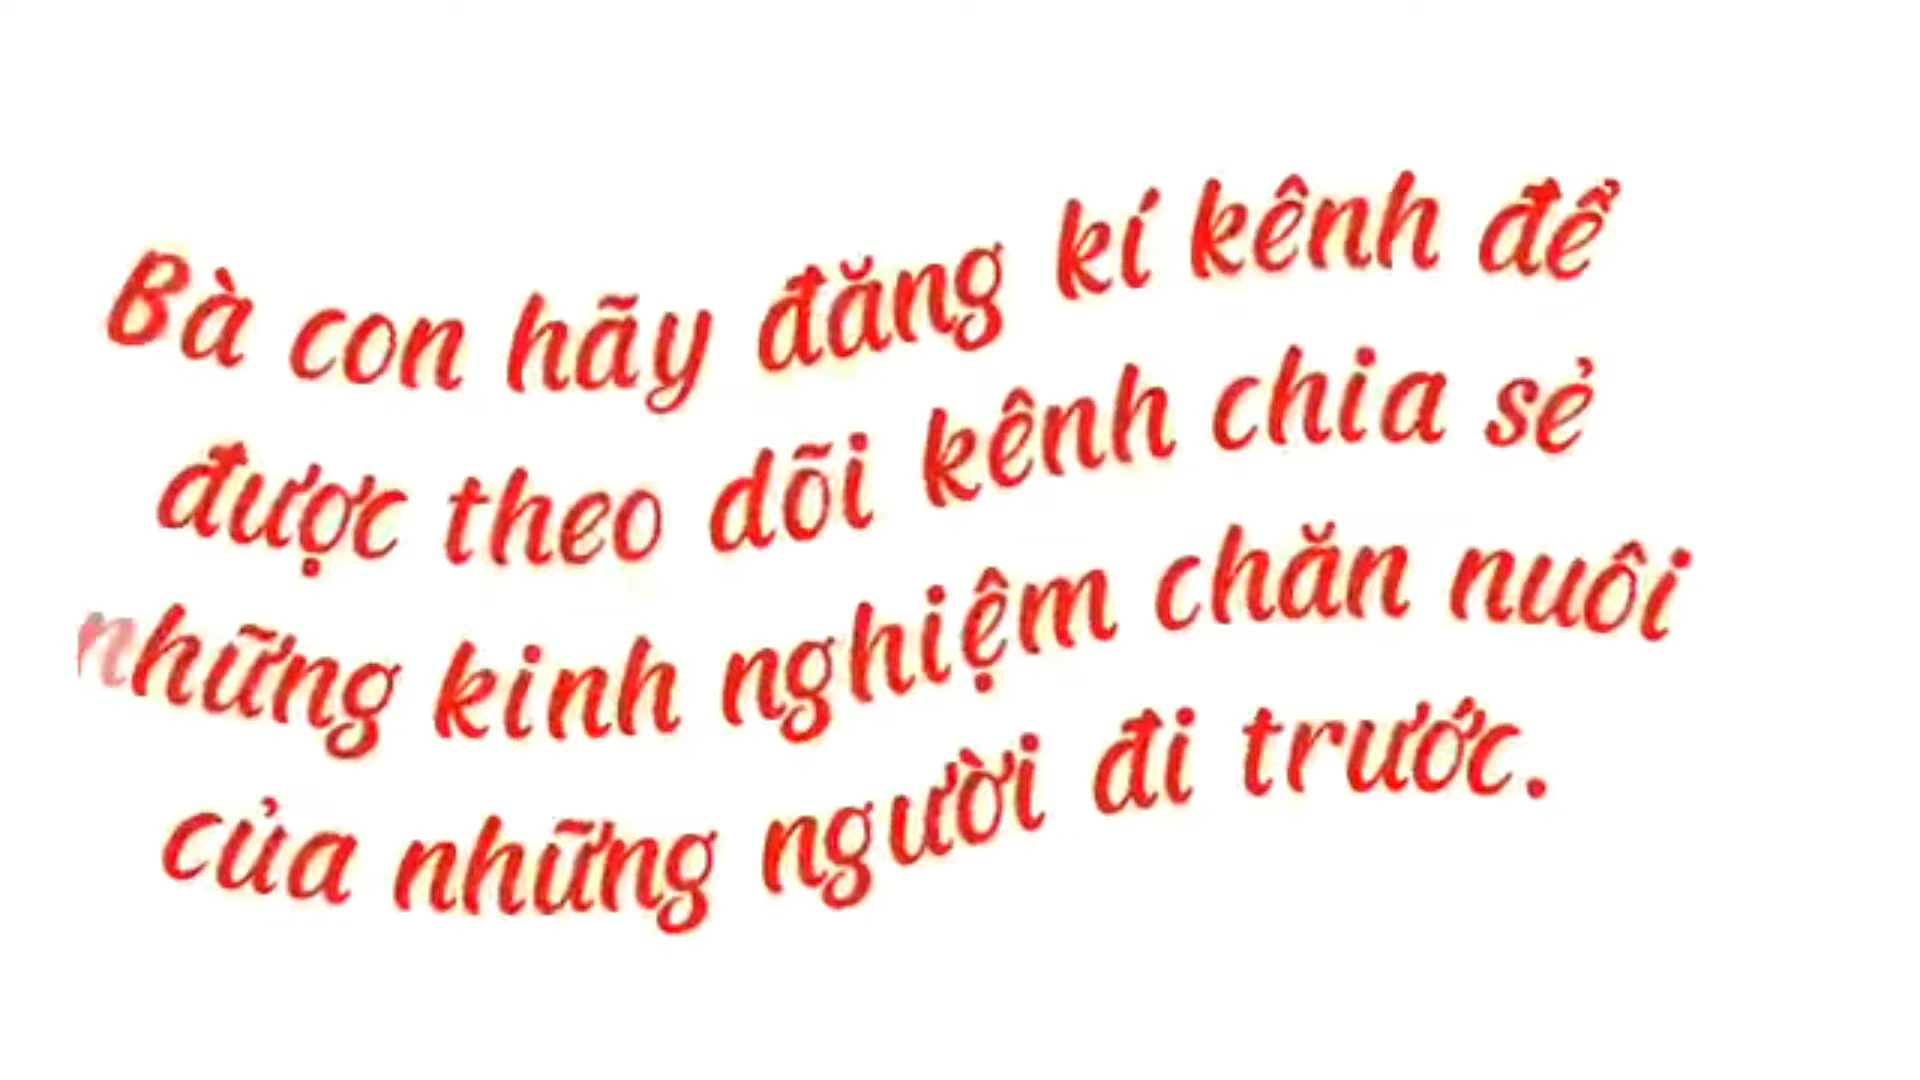 Bà con hãy đăng kí kênh để
được theo dõi kênh chia sẻ
những kinh nghiệm chăn nuôi
của những người đi trước.